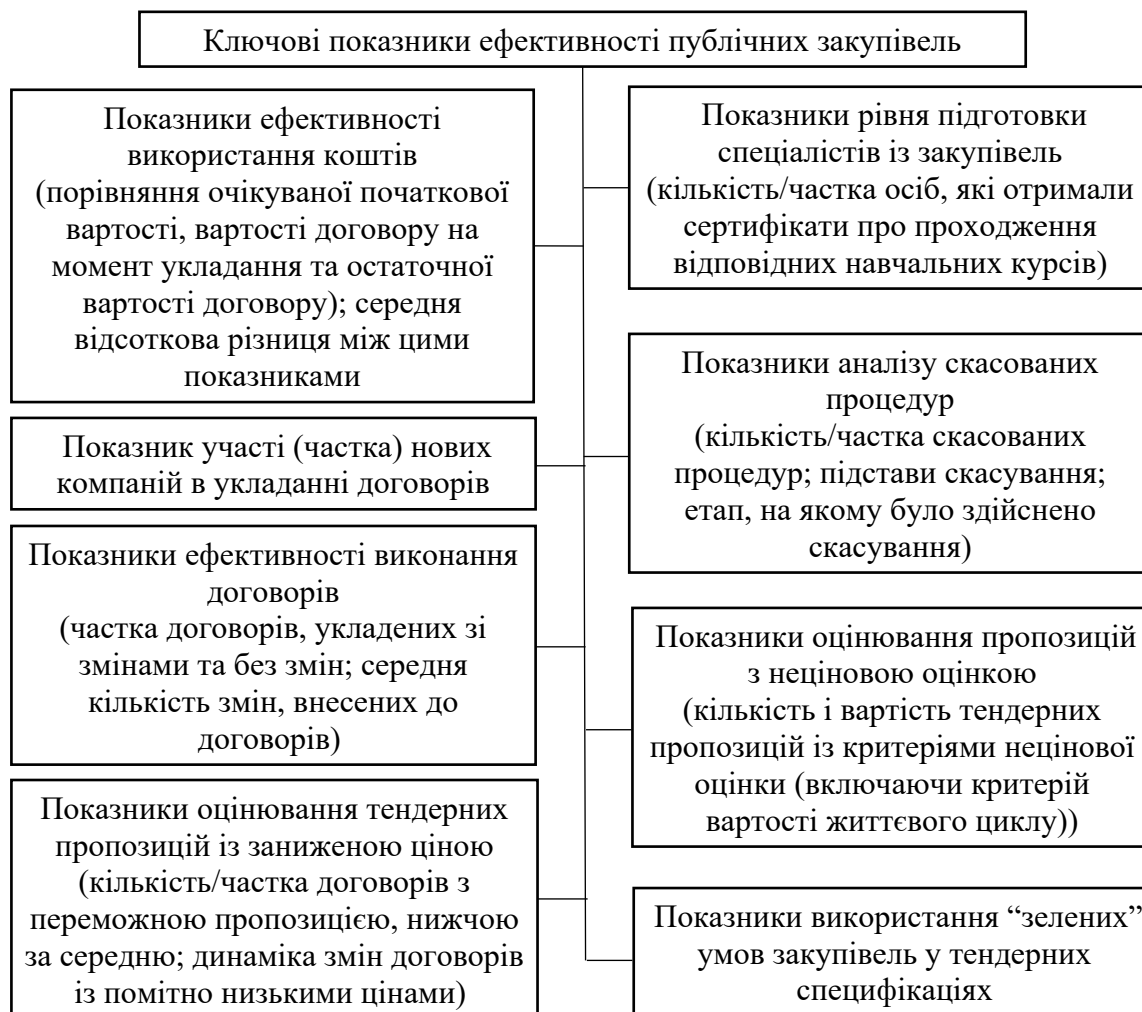 Ключові показники ефективності публічних закупівель
Показники ефективності
використання коштів
(порівняння очікуваної початкової
вартості, вартості договору на
момент укладання та остаточної
вартості договору); середня
відсоткова різниця між цими
показниками
Показник участі (частка) нових
компаній в укладанні договорів
Показники ефективності виконання
договорів
(частка договорів, укладених зі
змінами та без змін; середня
кількість змін, внесених до
договорів)
Показники оцінювання тендерних
пропозицій із заниженою ціною
(кількість/частка договорів з
переможною пропозицією, нижчою
за середню; динаміка змін договорів
із помітно низькими цінами)
Показники рівня підготовки
спеціалістів із закупівель
(кількість/частка осіб, які отримали
сертифікати про проходження
відповідних навчальних курсів)
Показники аналізу скасованих
процедур
(кількість/частка скасованих
процедур; підстави скасування;
етап, на якому було здійснено
скасування)
Показники оцінювання пропозицій
з неціновою оцінкою
(кількість і вартість тендерних
пропозицій із критеріями нецінової
оцінки (включаючи критерій
вартості життєвого циклу))
Показники використання “зелених”
умов закупівель у тендерних
специфікаціях